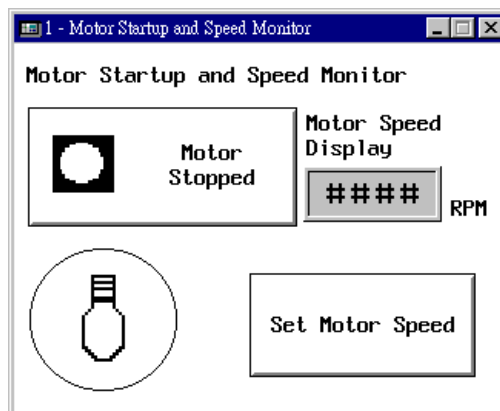 1 - Motor Startup and Speed Monitor
Motor Startup and Speed Monitor
Motor
Stopped
Motor Speed
Display
####
RPM
Set Motor Speed